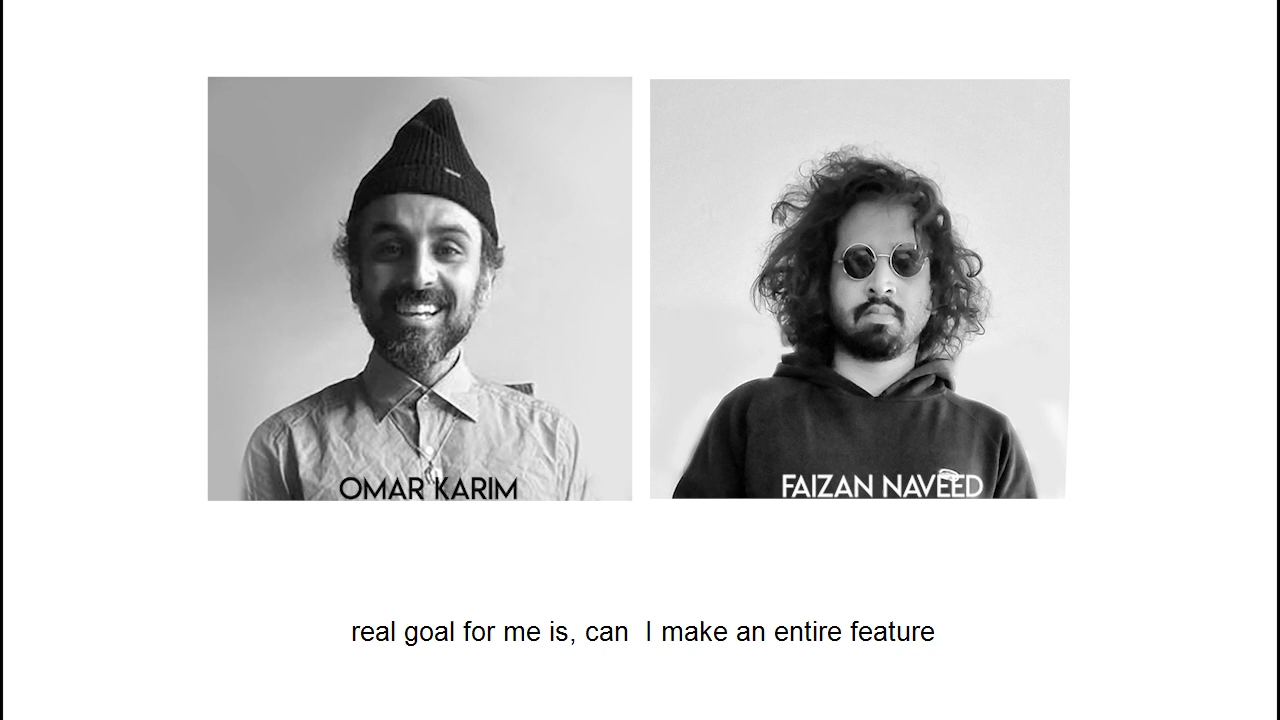 OMAR KARIM
FAIZAN NAVEED
real goal for me is, can  I make an entire feature